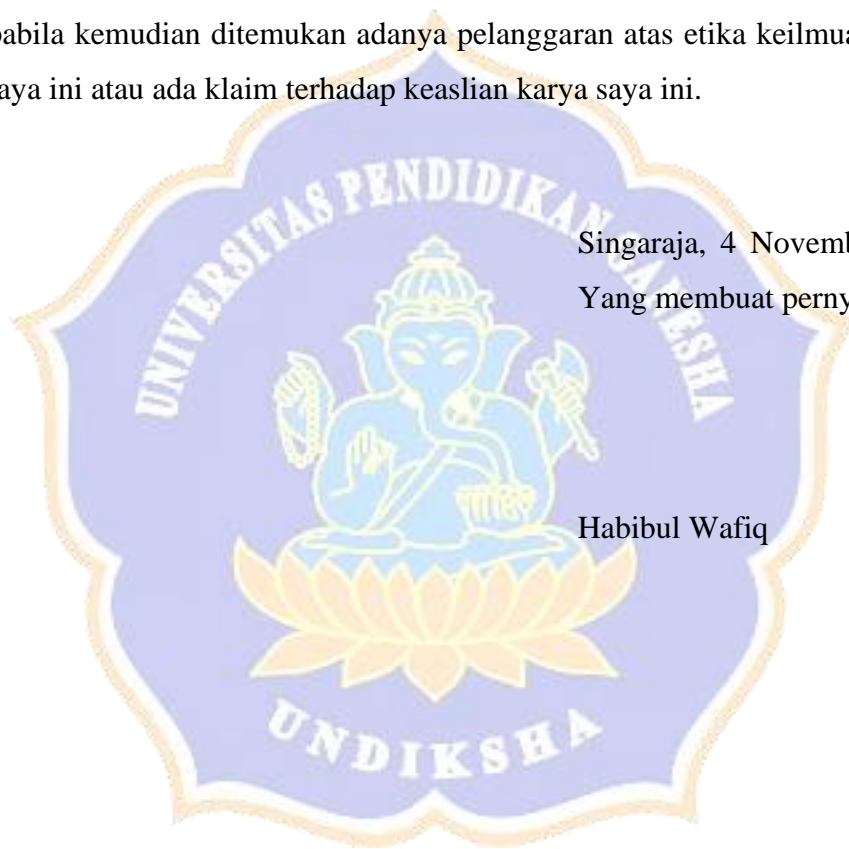 pabila kemudian ditemukan adanya pelanggaran atas etika keilmua
aya ini atau ada klaim terhadap keaslian karya saya ini.
UNIVERSITAS PENDIDIKAN GANESHA
Singaraja, 4 Novemb
Yang membuat perny
Habibul Wafiq
UNDIKSHA